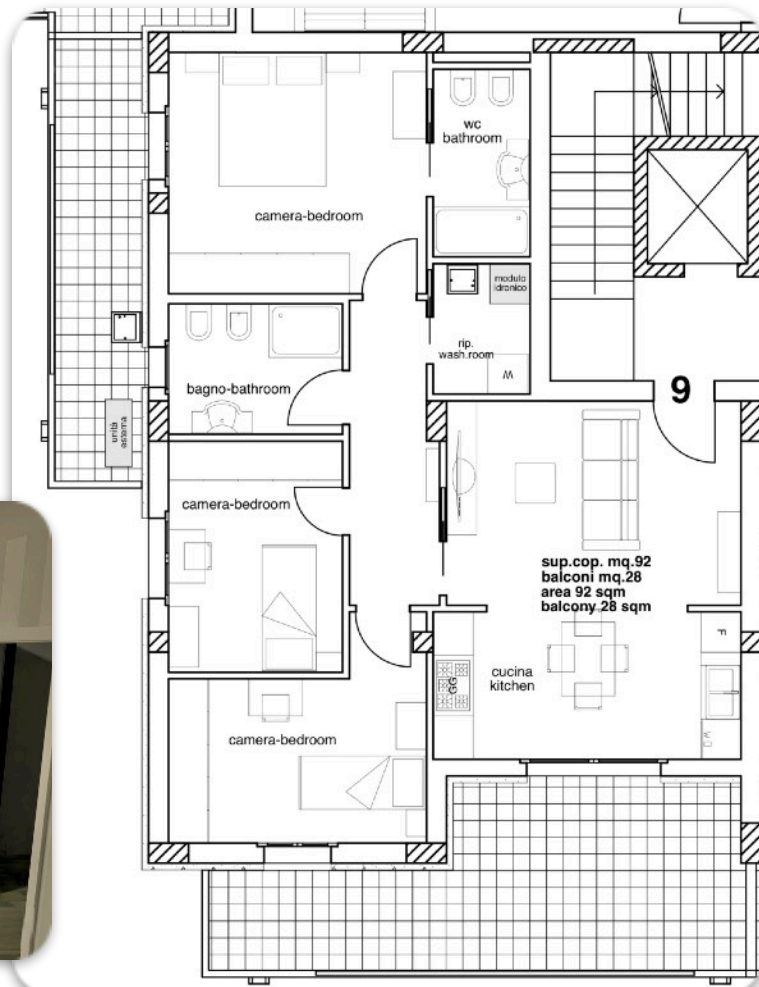 wc
bathroom
camera-bedroom
modulo
idronico
rip.
wash.room
W
bagno-bathroom
9
unità
esterna
camera-bedroom
sup.cop. mq.92
balconi mq.28
area 92 sqm
balcony 28 sqm
F
cucina
kitchen
GG
camera-bedroom